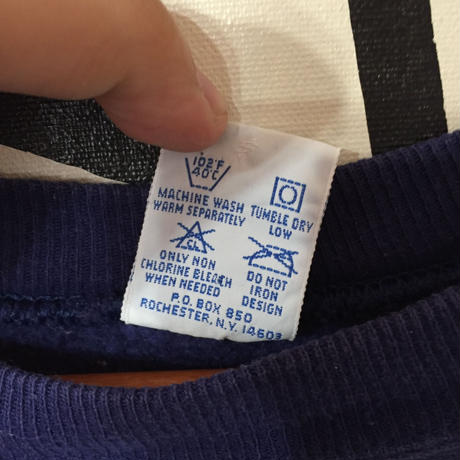 102°F
40°C
MACHINE WASH
WARM SEPARATELY
TUMBLE DRY
LOW
CL
ONLY NON
CHLORINE BLEACH
WHEN NEEDED
DO NOT
IRON
DESIGN
P.O. BOX 850
ROCHESTER, N.Y. 14603